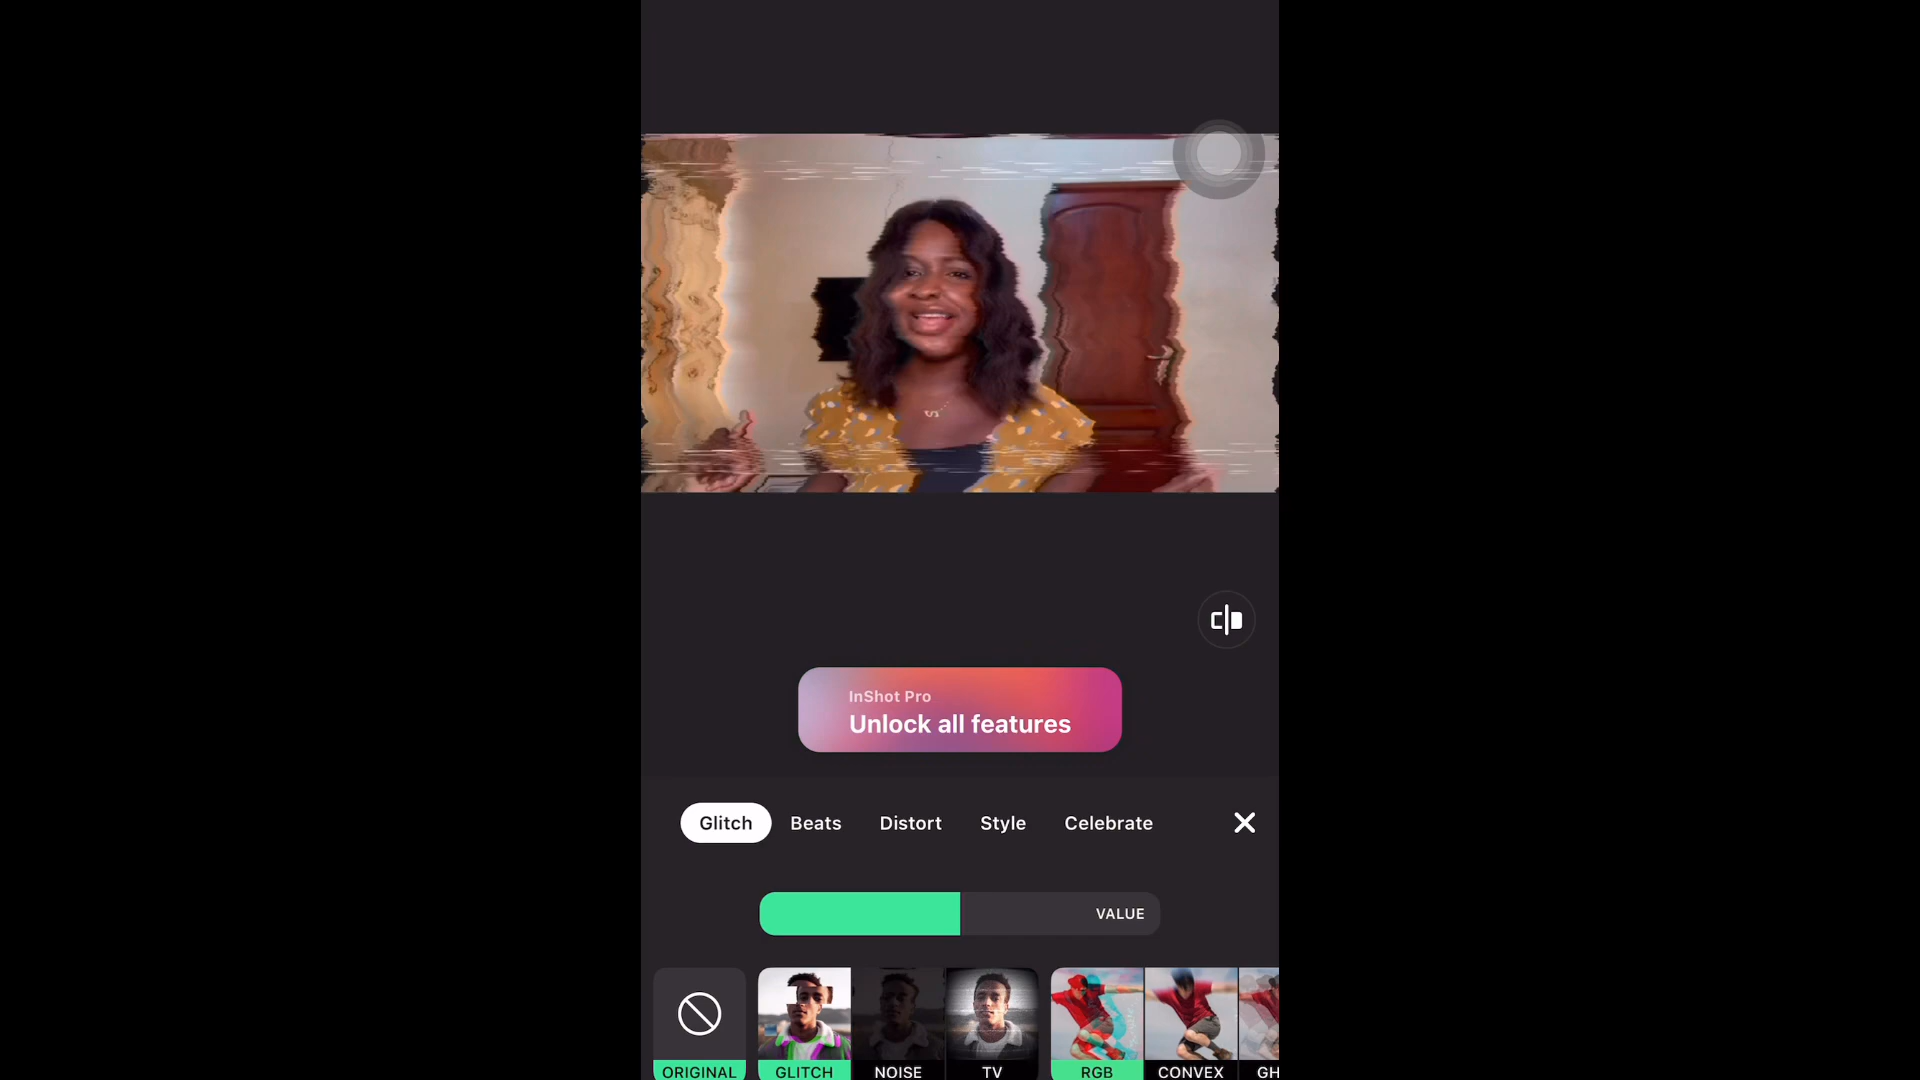 InShot Pro
Unlock all features
Glitch Beats Distort Style Celebrate
VALUE
ORIGINAL GLITCH NOISE TV RGB CONVEX GH